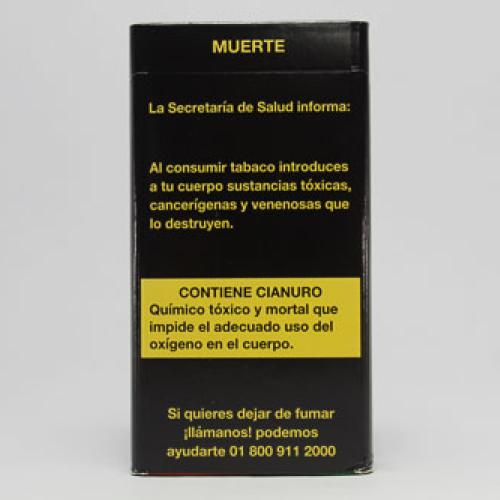 MUERTE
La Secretaría de Salud informa:
Al consumir tabaco introduces
a tu cuerpo sustancias tóxicas,
cancerígenas y venenosas que
lo destruyen.
CONTIENE CIANURO
Químico tóxico y mortal que
impide el adecuado uso del
oxígeno en el cuerpo.
Si quieres dejar de fumar
¡llámanos! podemos
ayudarte 01 800 911 2000